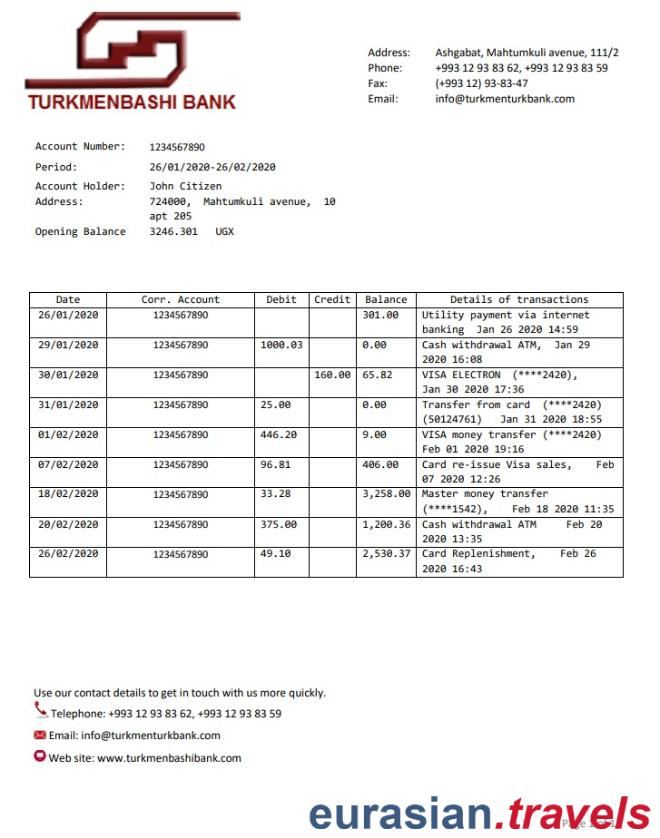 TURKMENBASHI BANK
Address: Ashgabat, Mahtumkuli avenue, 111/2
Phone: +993 12 93 83 62, +993 12 93 83 59
Fax: (+993 12) 93-83-47
Email: info@turkmenturkbank.com
Account Number: 1234567890
Period: 26/01/2020-26/02/2020
Account Holder: John Citizen
Address: 724000, Mahtumkuli avenue, 10
apt 205
Opening Balance 3246.301 UGX
Date Corr. Account Debit Credit Balance Details of transactions
26/01/2020 1234567890 301.00 Utility payment via internet
banking Jan 26 2020 14:59
29/01/2020 1234567890 1000.03 0.00 Cash withdrawal ATM, Jan 29
2020 16:08
30/01/2020 1234567890 160.00 65.82 VISA ELECTRON (****2420),
Jan 30 2020 17:36
31/01/2020 1234567890 25.00 0.00 Transfer from card (****2420)
(50124761) Jan 31 2020 18:55
01/02/2020 1234567890 446.20 9.00 VISA money transfer (****2420)
Feb 01 2020 19:16
07/02/2020 1234567890 96.81 406.00 Card re-issue Visa sales, Feb
07 2020 12:26
18/02/2020 1234567890 33.28 3,258.00 Master money transfer
(****1542), Feb 18 2020 11:35
20/02/2020 1234567890 375.00 1,200.36 Cash withdrawal ATM Feb 20
2020 13:35
26/02/2020 1234567890 49.10 2,530.37 Card Replenishment, Feb 26
2020 16:43
Use our contact details to get in touch with us more quickly.
Telephone: +993 12 93 83 62, +993 12 93 83 59
Email: info@turkmenturkbank.com
Web site: www.turkmenbashibank.com
eurasian.travels